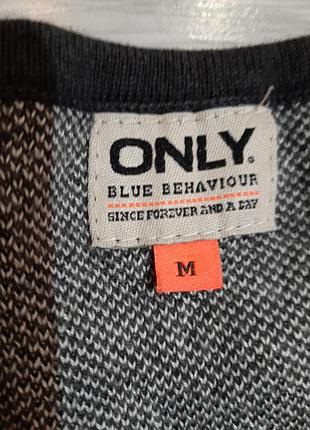 ONLY.
BLUE BEHAVIOUR
SINCE FOREVER AND A DAY
M